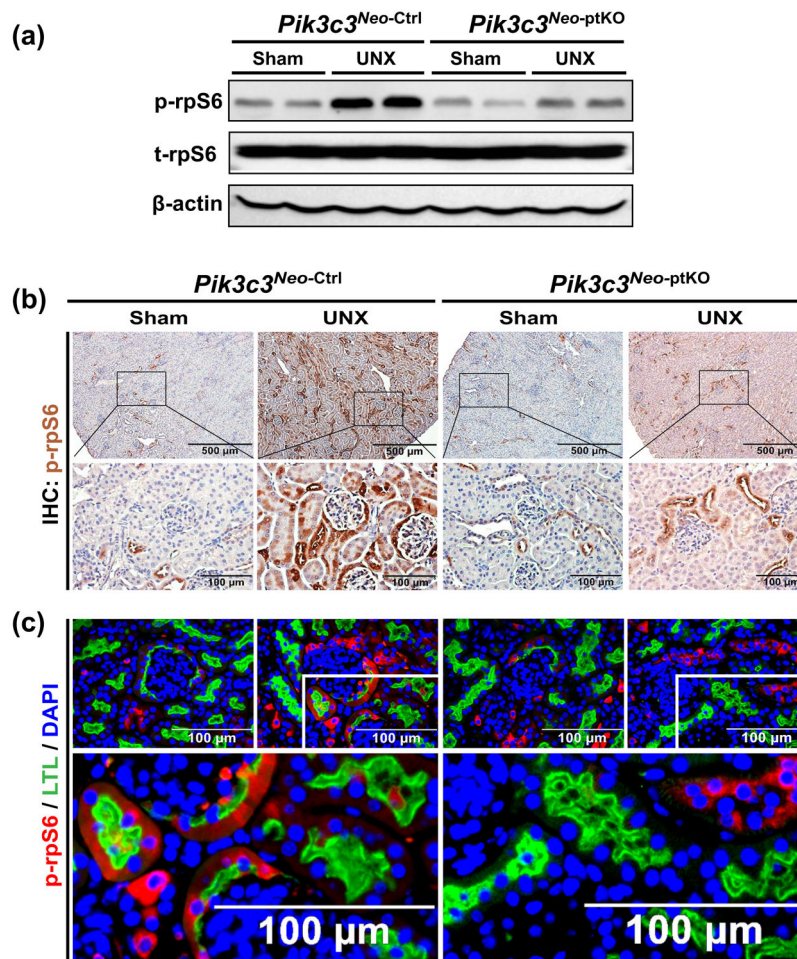 (a)
Pik3c3Neo-Ctrl Pik3c3Neo-ptKO
Sham UNX Sham UNX
p-rpS6
t-rpS6
β-actin
(b)
Pik3c3Neo-Ctrl Pik3c3Neo-ptKO
Sham UNX Sham UNX
IHC: p-rpS6
500 µm 500 µm 500 µm 500 µm
100 µm 100 µm 100 µm 100 µm
(c)
p-rpS6 / LTL / DAPI
100 µm 100 µm 100 µm 100 µm
100 µm 100 µm